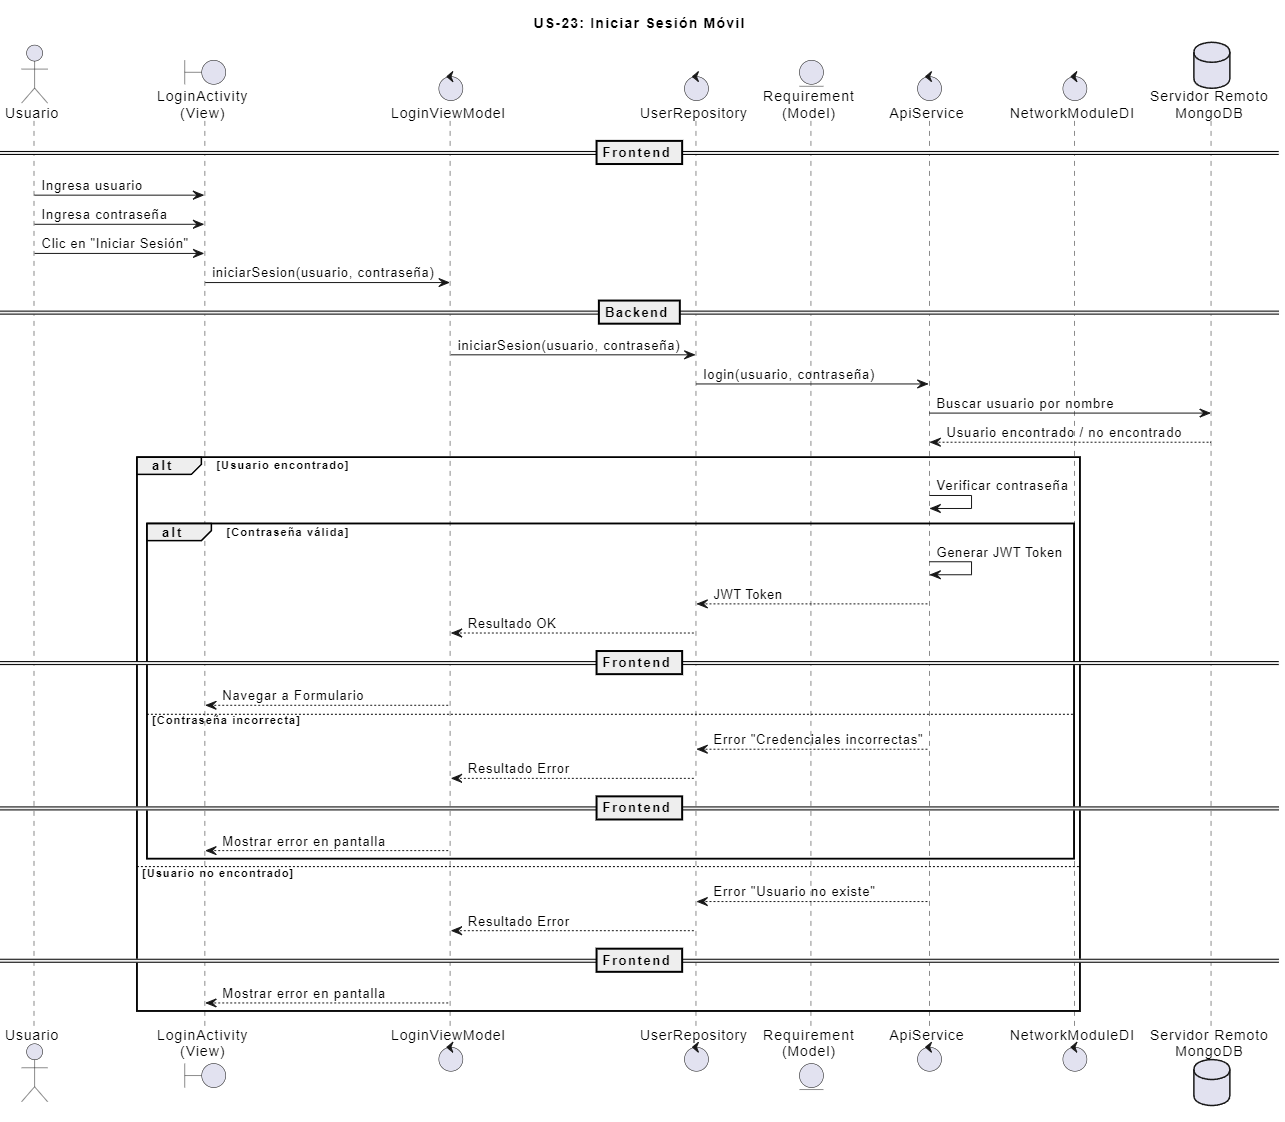 US-23: Iniciar Sesión Móvil
Usuario
LoginActivity
(View)
LoginViewModel
UserRepository
Requirement
(Model)
ApiService
NetworkModuleDI
Servidor Remoto
MongoDB
Frontend
Ingresa usuario
Ingresa contraseña
Clic en "Iniciar Sesión"
iniciarSesion(usuario, contraseña)
Backend
iniciarSesion(usuario, contraseña)
login(usuario, contraseña)
Buscar usuario por nombre
Usuario encontrado / no encontrado
alt [Usuario encontrado]
Verificar contraseña
alt [Contraseña válida]
Generar JWT Token
JWT Token
Resultado OK
Frontend
Navegar a Formulario
[Contraseña incorrecta]
Error "Credenciales incorrectas"
Resultado Error
Frontend
Mostrar error en pantalla
[Usuario no encontrado]
Error "Usuario no existe"
Resultado Error
Frontend
Mostrar error en pantalla
Usuario
LoginActivity
(View)
LoginViewModel
UserRepository
Requirement
(Model)
ApiService
NetworkModuleDI
Servidor Remoto
MongoDB